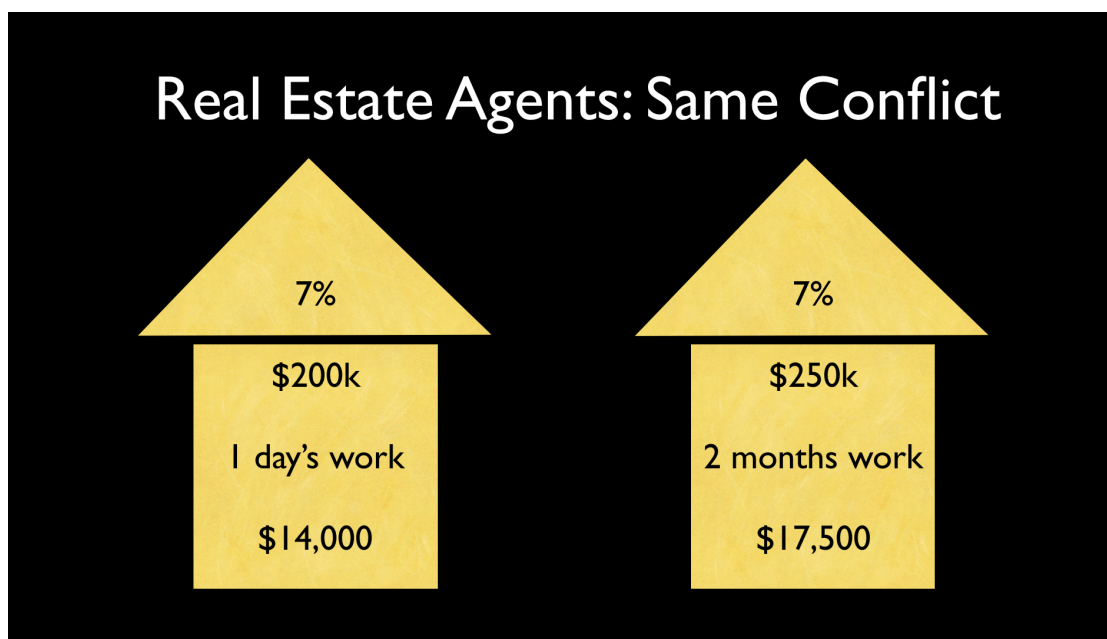 Real Estate Agents: Same Conflict
7%
$200k
1 day's work
$14,000
7%
$250k
2 months work
$17,500